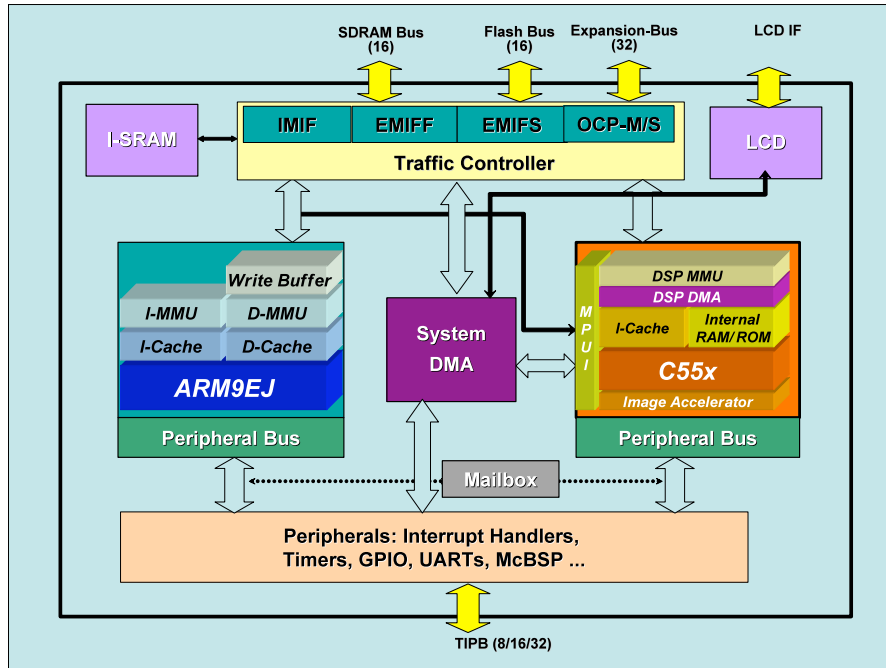 SDRAM Bus
(16)
Flash Bus
(16)
Expansion-Bus
(32)
LCD IF
I-SRAM
IMIF
EMIFF
EMIFS
OCP-M/S
Traffic Controller
LCD
Write Buffer
I-MMU
D-MMU
I-Cache
D-Cache
ARM9EJ
Peripheral Bus
System
DMA
MPUI
DSP MMU
DSP DMA
I-Cache
Internal
RAM/ROM
C55x
Image Accelerator
Peripheral Bus
Mailbox
Peripherals: Interrupt Handlers,
Timers, GPIO, UARTs, McBSP ...
TIPB (8/16/32)